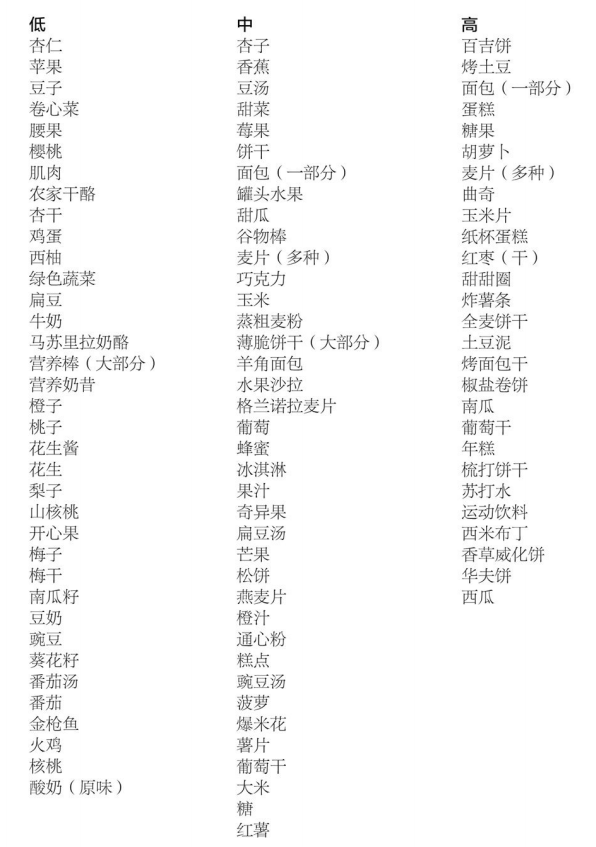 低
杏仁
苹果
豆子
卷心菜
腰果
樱桃
肌肉
农家干酪
杏干
鸡蛋
西柚
绿色蔬菜
扁豆
牛奶
马苏里拉奶酪
营养棒（大部分）
营养奶昔
橙子
桃子
花生酱
花生
梨子
山核桃
开心果
梅子
梅干
南瓜籽
豆奶
豌豆
葵花籽
番茄汤
番茄
金枪鱼
火鸡
核桃
酸奶（原味）
中
杏子
香蕉
豆汤
甜菜
莓果
饼干
面包（一部分）
罐头水果
甜瓜
谷物棒
麦片（多种）
巧克力
玉米
蒸粗麦粉
薄脆饼干（大部分）
羊角面包
水果沙拉
格兰诺拉麦片
葡萄
蜂蜜
冰淇淋
果汁
奇异果
扁豆汤
芒果
松饼
燕麦片
橙汁
通心粉
糕点
豌豆汤
菠萝
爆米花
薯片
葡萄干
大米
糖
红薯
高
百吉饼
烤土豆
面包（一部分）
蛋糕
糖果
胡萝卜
麦片（多种）
曲奇
玉米片
纸杯蛋糕
红枣（干）
甜甜圈
炸薯条
全麦饼干
土豆泥
烤面包干
椒盐卷饼
南瓜
葡萄干
年糕
梳打饼干
苏打水
运动饮料
西米布丁
香草威化饼
华夫饼
西瓜